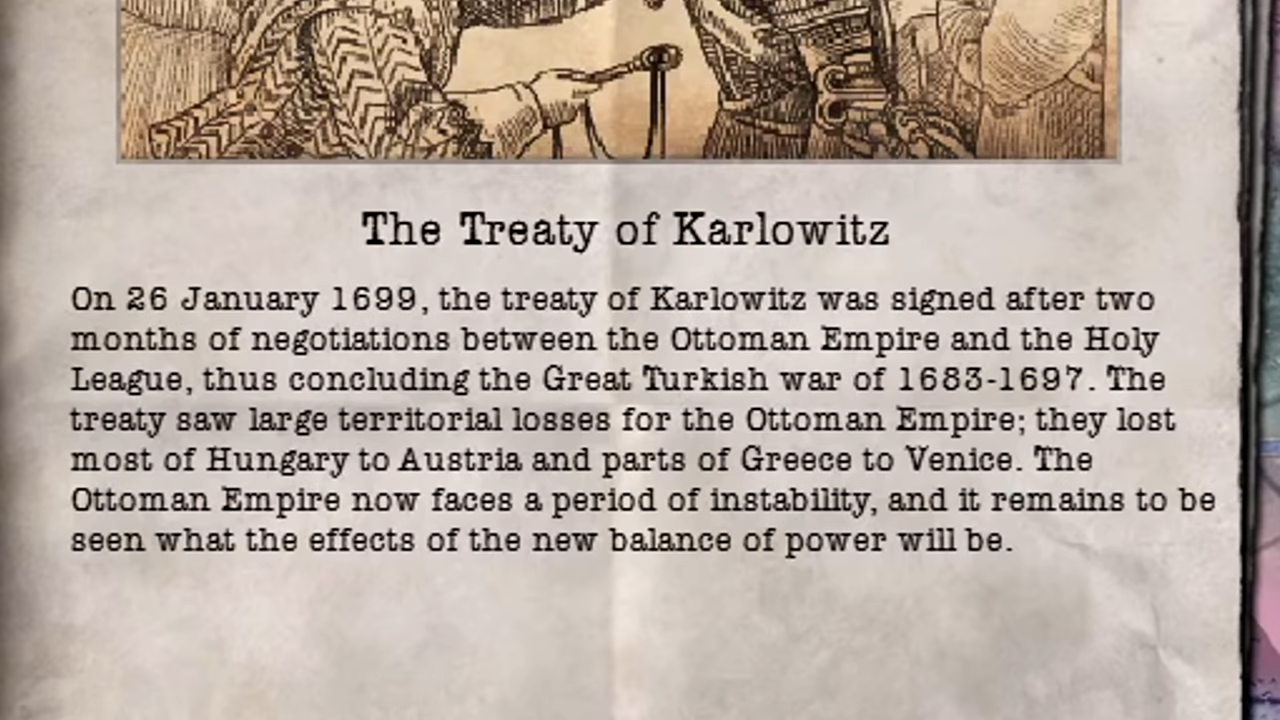 The Treaty of Karlowitz
On 26 January 1699, the treaty of Karlowitz was signed after two
months of negotiations between the Ottoman Empire and the Holy
League, thus concluding the Great Turkish war of 1683-1697. The
treaty saw large territorial losses for the Ottoman Empire; they lost
most of Hungary to Austria and parts of Greece to Venice. The
Ottoman Empire now faces a period of instability, and it remains to be
seen what the effects of the new balance of power will be.